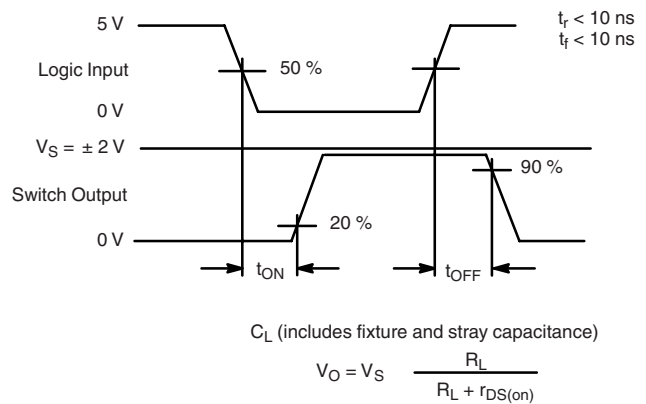 5 V
t_r < 10 ns
t_f < 10 ns
Logic Input
50 %
0 V
V_S = ± 2 V
90 %
Switch Output
20 %
0 V
t_ON
t_OFF
C_L (includes fixture and stray capacitance)
V_O = V_S R_L / R_L + r_DS(on)